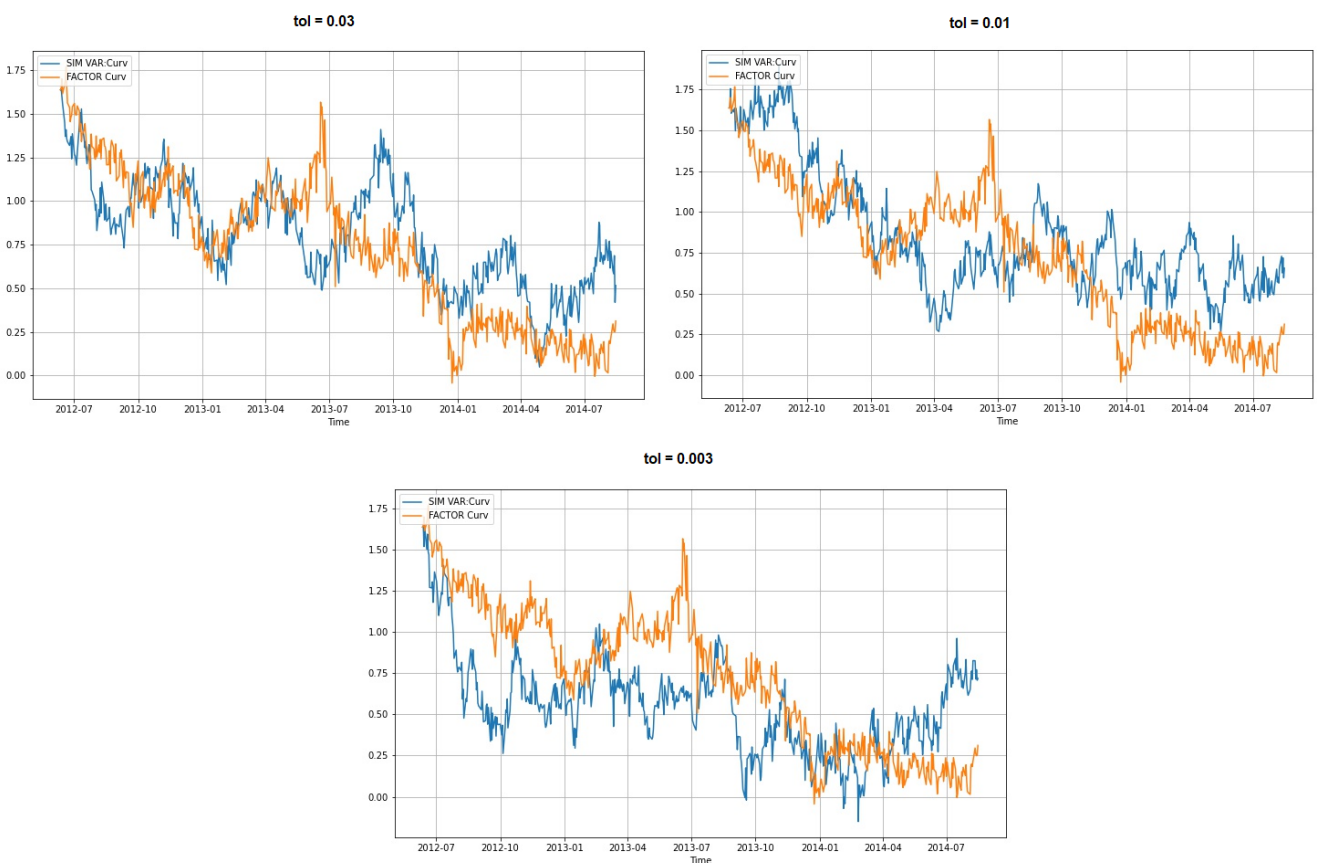 tol = 0.03
SIM VAR:Curv
FACTOR Curv
1.75
1.50
1.25
1.00
0.75
0.50
0.25
0.00
2012-07 2012-10 2013-01 2013-04 2013-07 2013-10 2014-01 2014-04 2014-07
Time
tol = 0.01
SIM VAR:Curv
FACTOR Curv
1.75
1.50
1.25
1.00
0.75
0.50
0.25
0.00
2012-07 2012-10 2013-01 2013-04 2013-07 2013-10 2014-01 2014-04 2014-07
Time
tol = 0.003
SIM VAR:Curv
FACTOR Curv
1.75
1.50
1.25
1.00
0.75
0.50
0.25
0.00
2012-07 2012-10 2013-01 2013-04 2013-07 2013-10 2014-01 2014-04 2014-07
Time